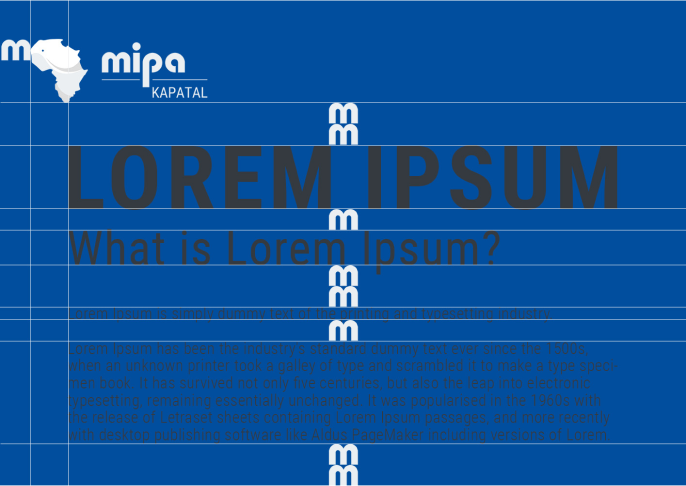 m
mipa
KAPATAL
m
m
LOREM IPSUM
m
What is Lorem Ipsum?
m
m
Lorem Ipsum is simply dummy text of the printing and typesetting industry.
m
Lorem Ipsum has been the industry's standard dummy text ever since the 1500s,
when an unknown printer took a galley of type and scrambled it to make a type speci-
men book. It has survived not only five centuries, but also the leap into electronic
typesetting, remaining essentially unchanged. It was popularised in the 1960s with
the release of Letraset sheets containing Lorem Ipsum passages, and more recently
with desktop publishing software like Aldus PageMaker including versions of Lorem
m
m